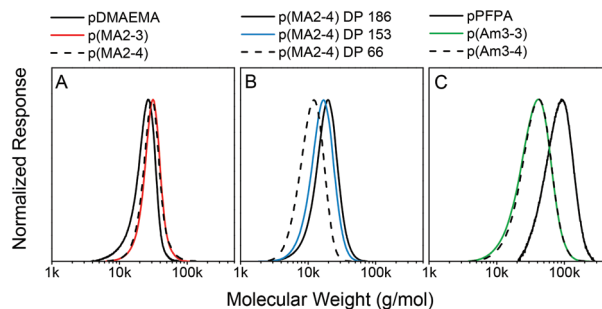 pDMAEMA
p(MA2-3)
p(MA2-4)
p(MA2-4) DP 186
p(MA2-4) DP 153
p(MA2-4) DP 66
pPFPA
p(Am3-3)
p(Am3-4)
Normalized Response
A
B
C
1k 10k 100k
1k 10k 100k
1k 10k 100k
Molecular Weight (g/mol)